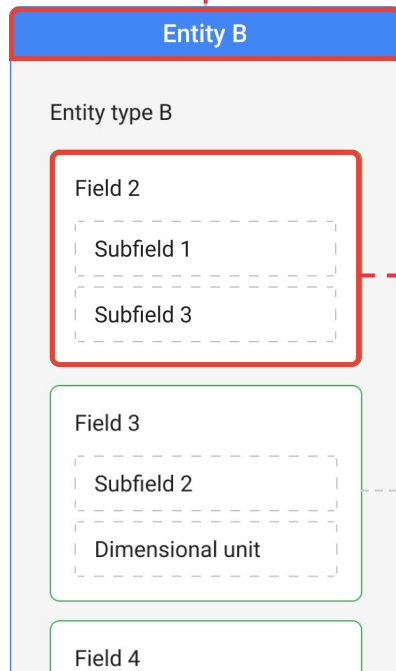 Entity B
Entity type B
Field 2
Subfield 1
Subfield 3
Field 3
Subfield 2
Dimensional unit
Field 4